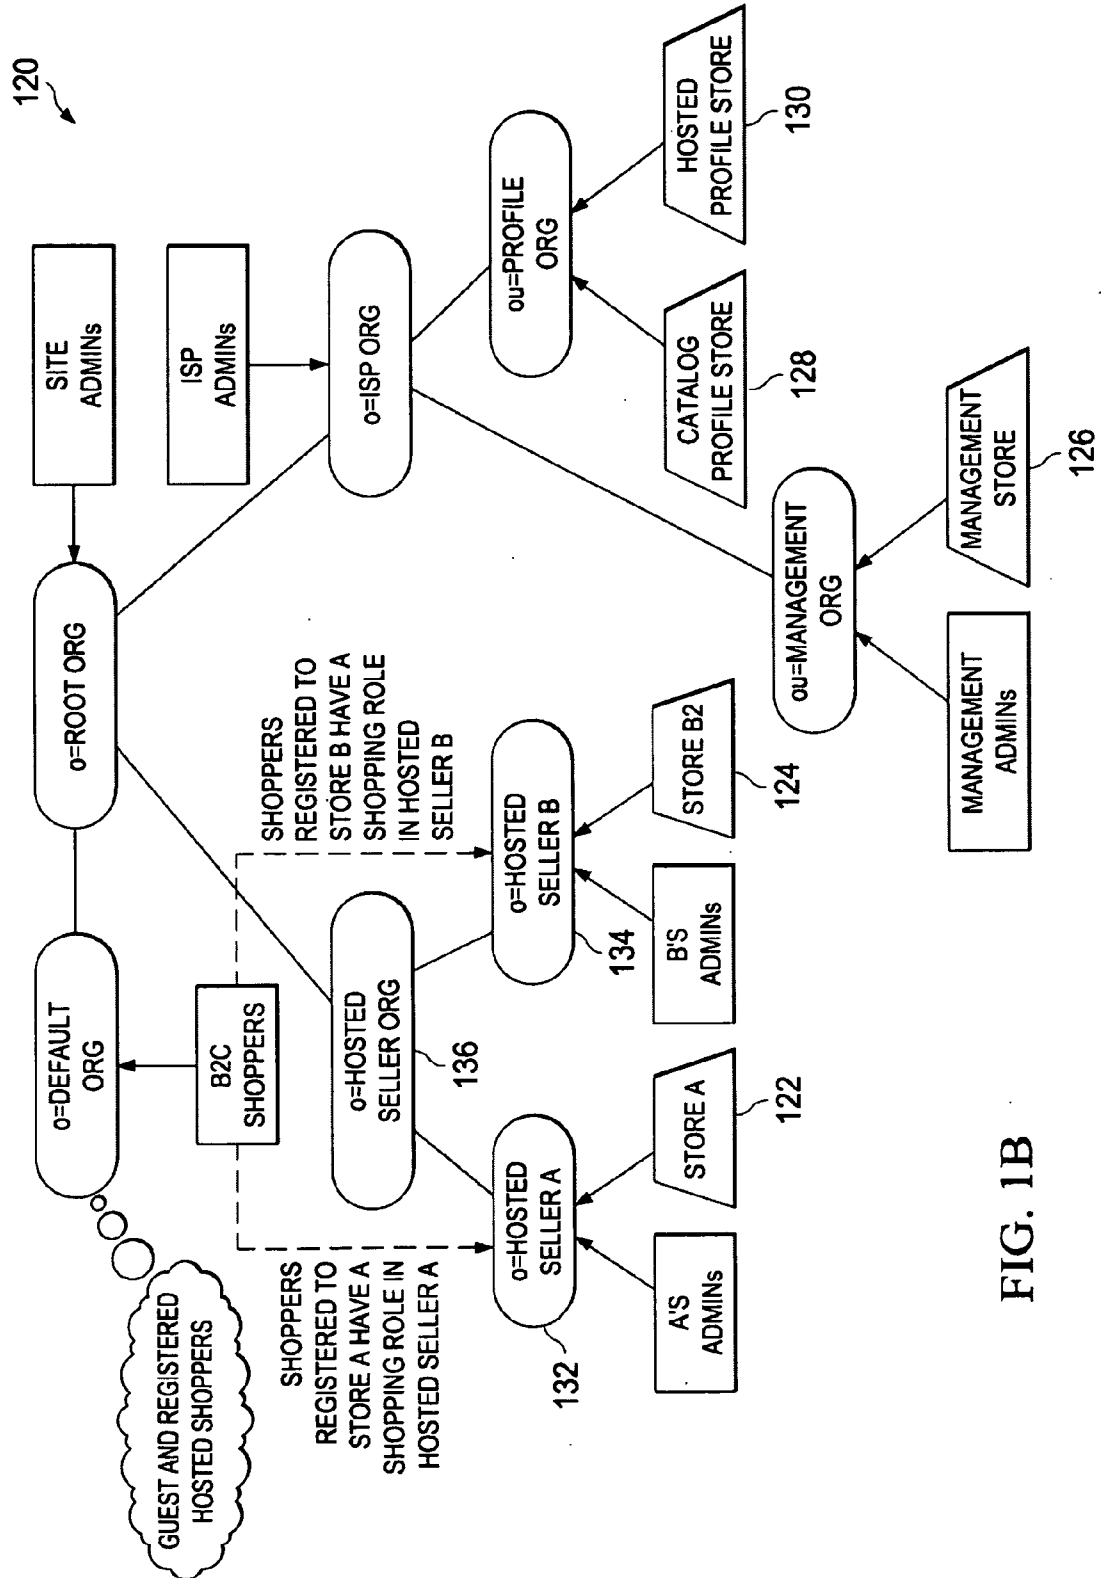 120
SITE
ADMINs
o=ROOT ORG
o=DEFAULT
ORG
GUEST AND REGISTERED
HOSTED SHOPPERS
ISP
ADMINs
B2C
SHOPPERS
SHOPPERS
REGISTERED TO
STORE B HAVE A
SHOPPING ROLE
IN HOSTED
SELLER B
SHOPPERS
REGISTERED TO
STORE A HAVE A
SHOPPING ROLE IN
HOSTED SELLER A
o=ISP ORG
o=HOSTED
SELLER ORG
136
ou=PROFILE
ORG
o=HOSTED
SELLER B
134
o=HOSTED
SELLER A
132
A'S
ADMINs
STORE A
122
B'S
ADMINs
STORE B2
124
CATALOG
PROFILE STORE
128
HOSTED
PROFILE STORE
130
ou=MANAGEMENT
ORG
MANAGEMENT
ADMINs
MANAGEMENT
STORE
126
FIG. 1B